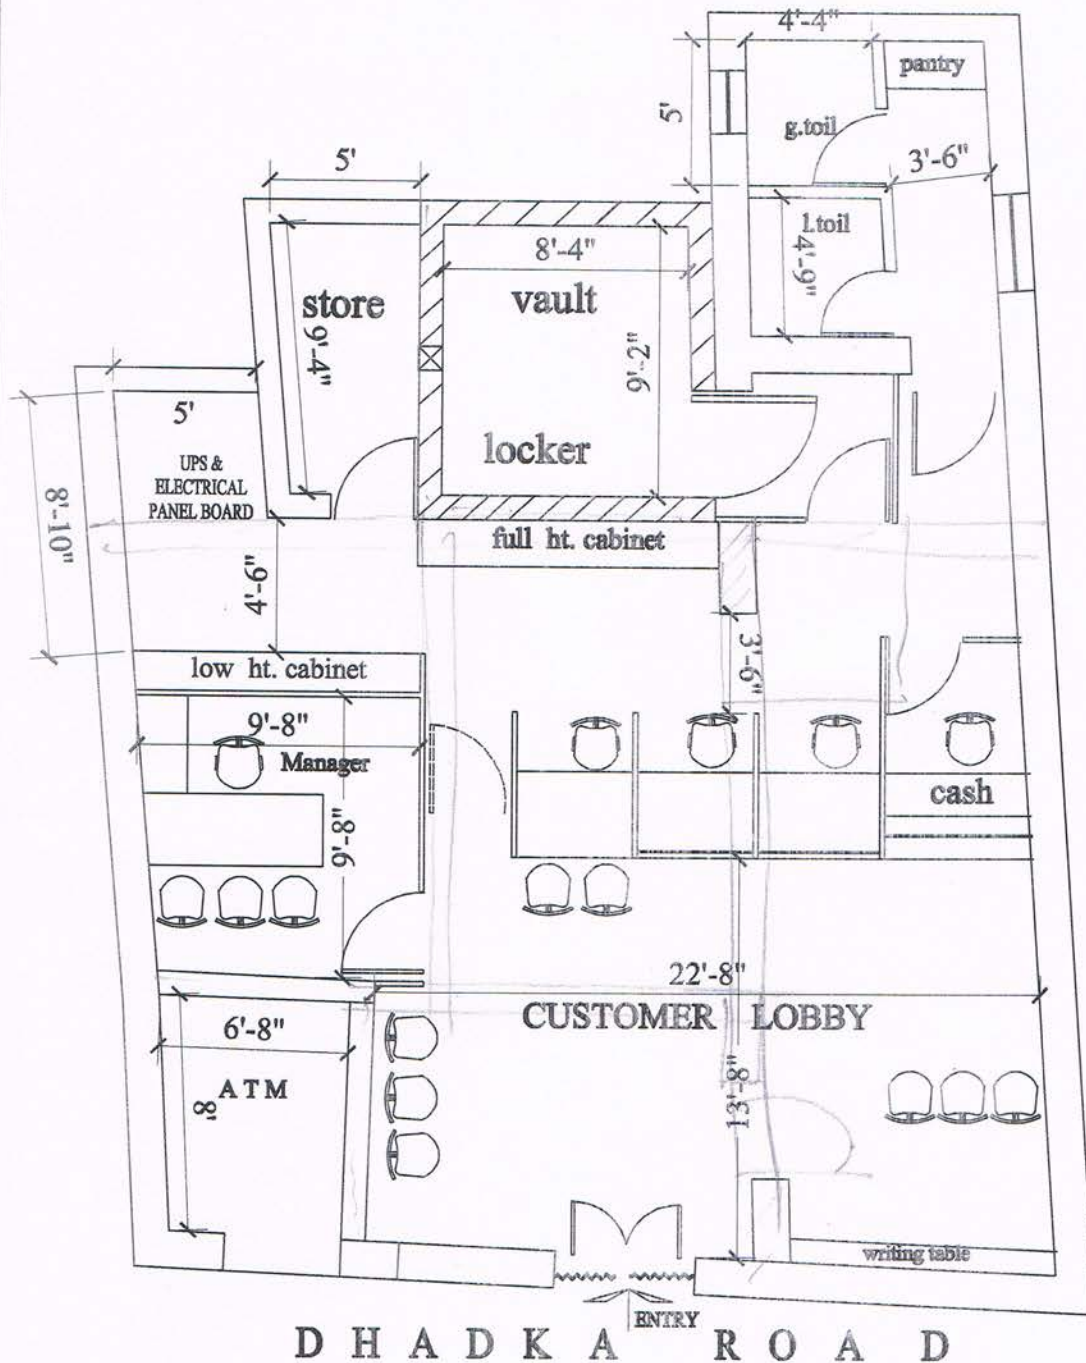 4'-4"
pantry
5'
g.toil
3'-6"
5'
l.toil
4'-9"
8'-4"
store
vault
9'-4"
9'-2"
5'
locker
UPS &
ELECTRICAL
PANEL BOARD
8'-10"
full ht. cabinet
4'-6"
3'-6"
low ht. cabinet
9'-8"
Manager
cash
9'-8"
22'-8"
CUSTOMER LOBBY
6'-8"
ATM
8'
13'-8"
writing table
ENTRY
DHADKA ROAD